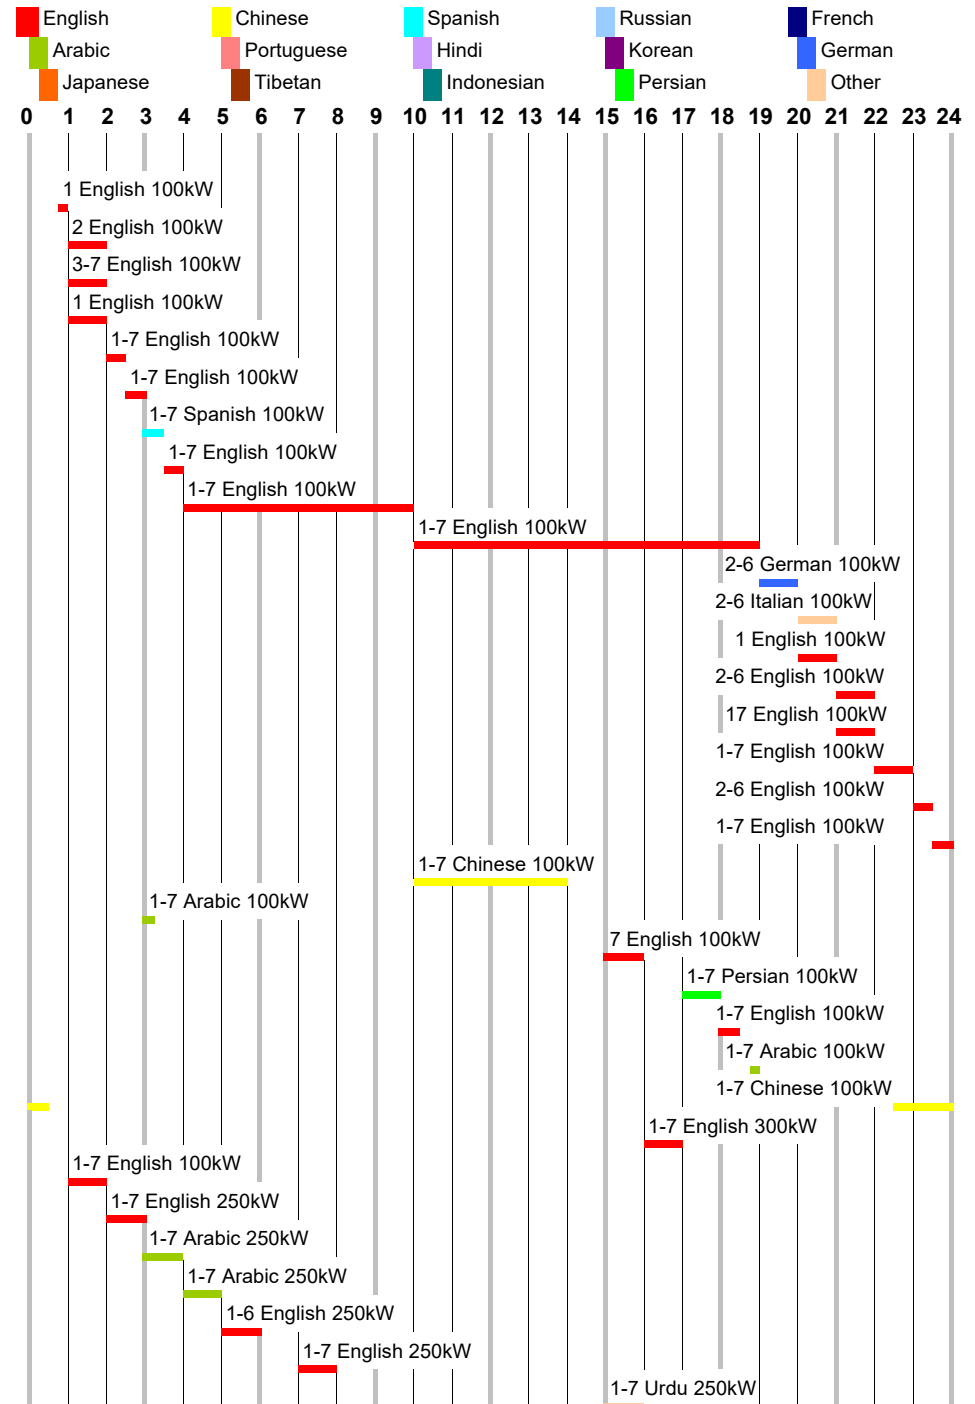 English Chinese Spanish Russian French
Arabic Portuguese Hindi Korean German
Japanese Tibetan Indonesian Persian Other
0 1 2 3 4 5 6 7 8 9 10 11 12 13 14 15 16 17 18 19 20 21 22 23 24
1 English 100kW
2 English 100kW
3-7 English 100kW
1 English 100kW
1-7 English 100kW
1-7 English 100kW
1-7 Spanish 100kW
1-7 English 100kW
1-7 English 100kW
1-7 English 100kW
2-6 German 100kW
2-6 Italian 100kW
1 English 100kW
2-6 English 100kW
17 English 100kW
1-7 English 100kW
2-6 English 100kW
1-7 English 100kW
1-7 Chinese 100kW
1-7 Arabic 100kW
7 English 100kW
1-7 Persian 100kW
1-7 English 100kW
1-7 Arabic 100kW
1-7 Chinese 100kW
1-7 English 300kW
1-7 English 100kW
1-7 English 250kW
1-7 Arabic 250kW
1-7 Arabic 250kW
1-6 English 250kW
1-7 English 250kW
1-7 Urdu 250kW